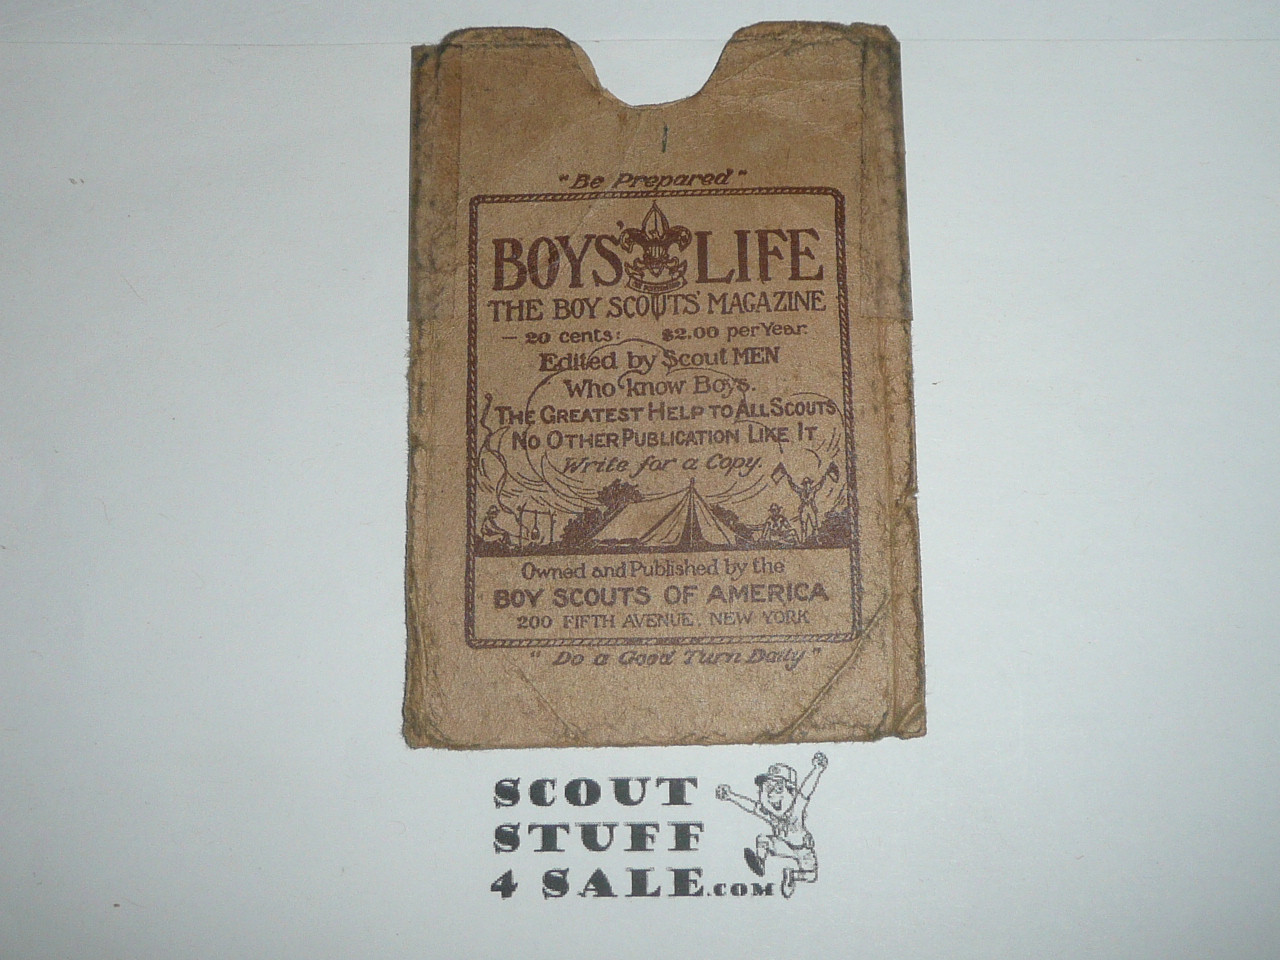 "Be Prepared"
BOYS' LIFE
THE BOY SCOUTS' MAGAZINE
— 20 cents: $2.00 per Year.
Edited by Scout MEN
Who know Boys.
THE GREATEST HELP TO ALL SCOUTS
NO OTHER PUBLICATION LIKE IT
Write for a Copy.
Owned and Published by the
BOY SCOUTS OF AMERICA
200 FIFTH AVENUE, NEW YORK
"Do a Good Turn Daily"
SCOUT
STUFF
4 SALE.COM